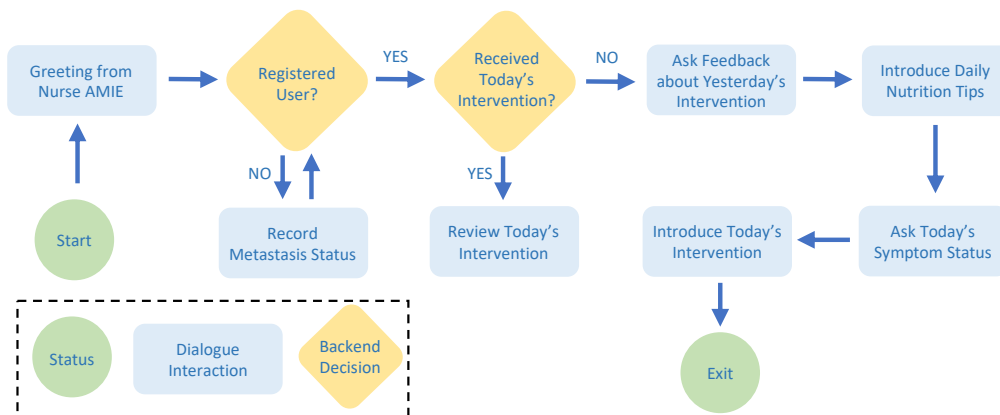 Greeting from
Nurse AMIE
Registered
User?
YES
Received
Today's
Intervention?
NO
Ask Feedback
about Yesterday's
Intervention
Introduce Daily
Nutrition Tips
NO
YES
Start
Record
Metastasis Status
Review Today's
Intervention
Introduce Today's
Intervention
Ask Today's
Symptom Status
Status
Dialogue
Interaction
Backend
Decision
Exit